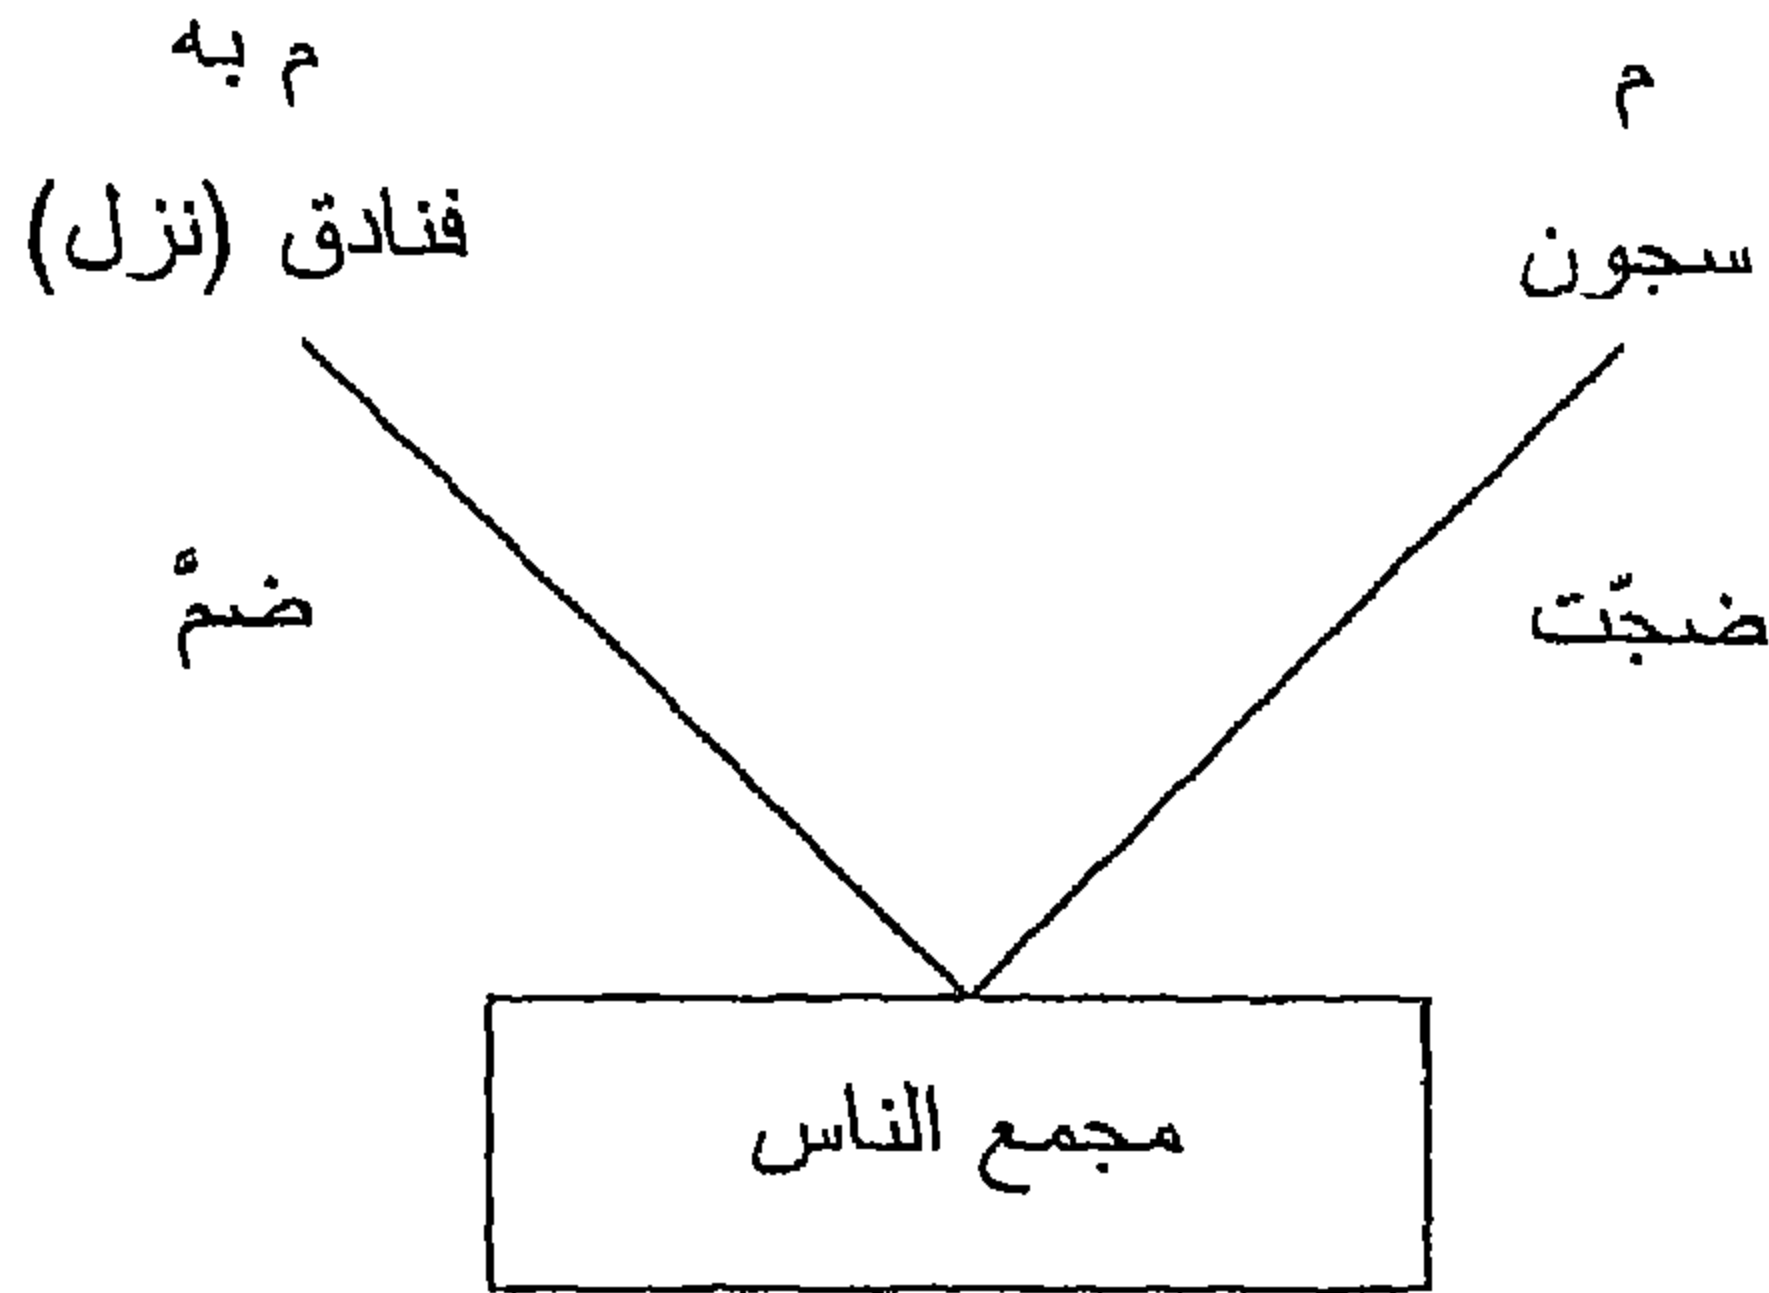 م
م به
سجون
فنادق (نزل)
ضجّت
ضمَّ
مجمع الناس